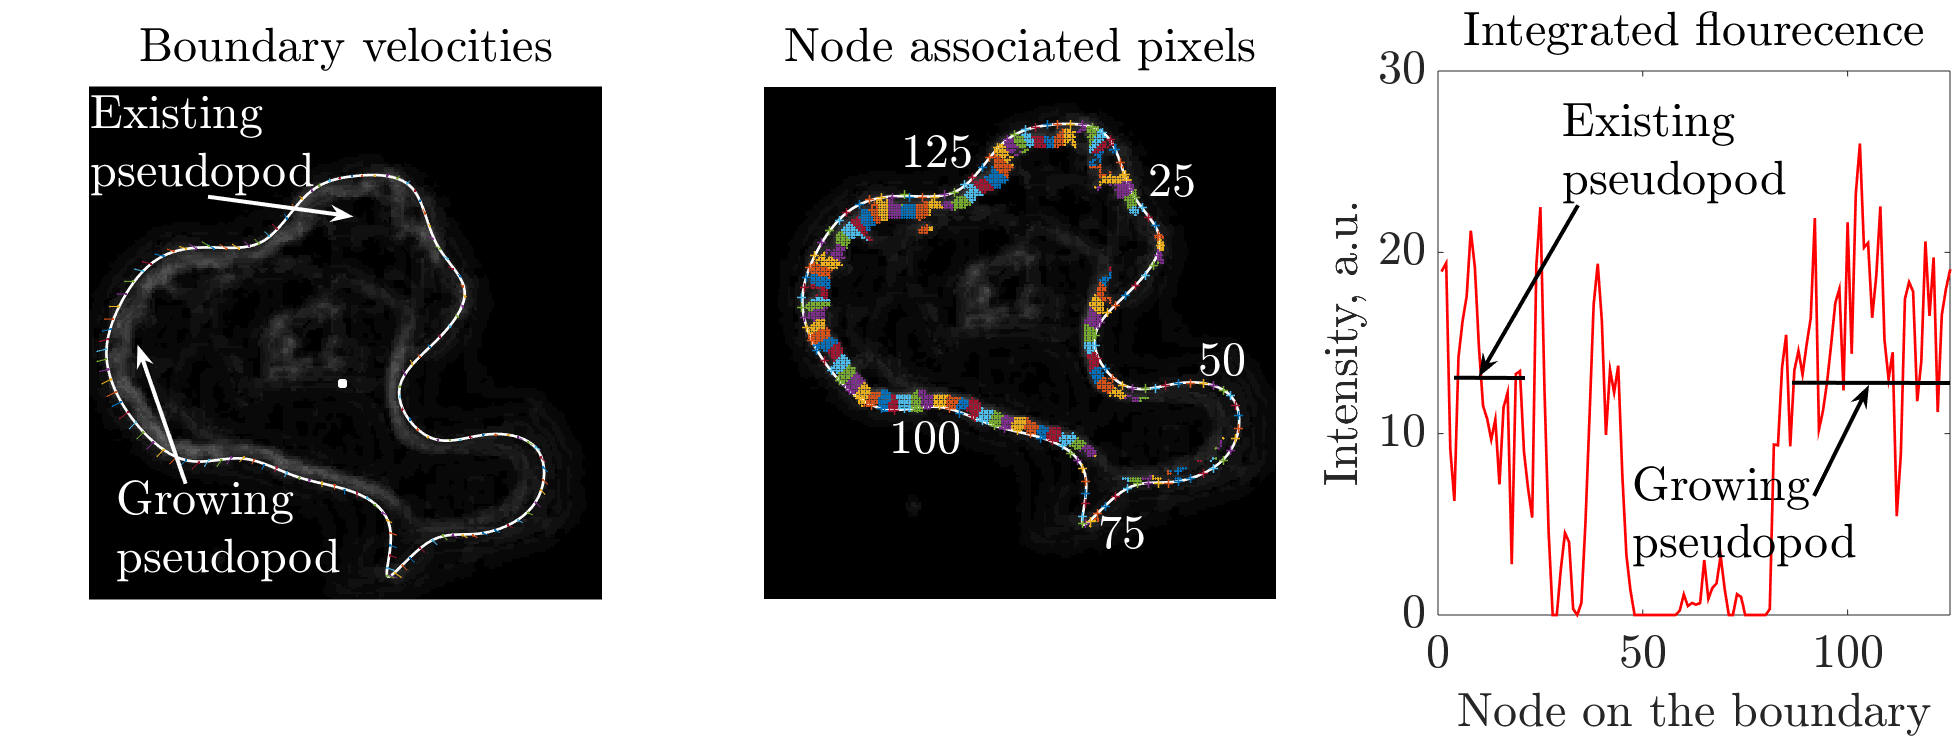 Boundary velocities
Existing
pseudopod
Growing
pseudopod
Node associated pixels
125
25
50
100
75
Integrated flourecence
30
20
10
0
Intensity, a.u.
Existing
pseudopod
Growing
pseudopod
0
50
100
Node on the boundary